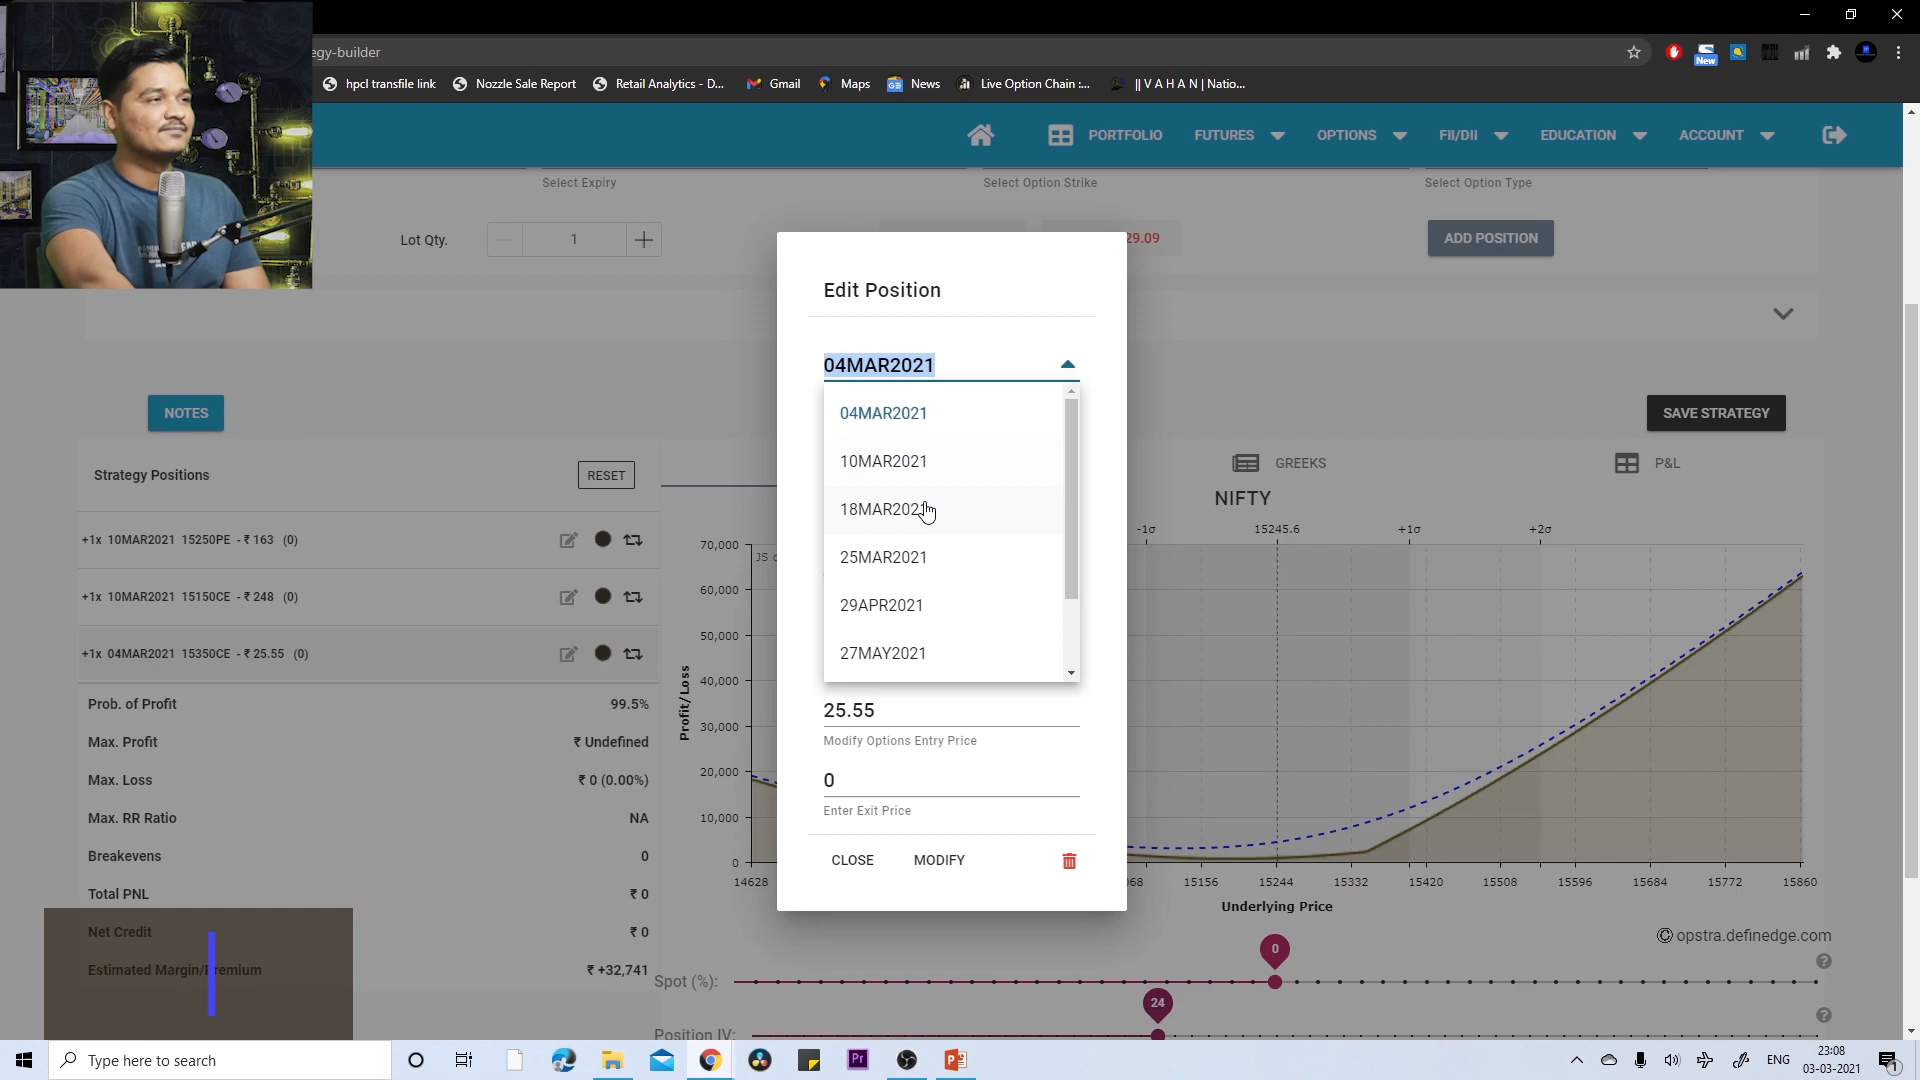 egy-builder
New
hpcl transfile link
Nozzle Sale Report
Retail Analytics - D...
Gmail
Maps
News
Live Option Chain :...
|| V A H A N | Natio...
PORTFOLIO
FUTURES
OPTIONS
FII/DII
EDUCATION
ACCOUNT
Select Expiry
Select Option Strike
Select Option Type
Lot Qty.
1
29.09
ADD POSITION
Edit Position
04MAR2021
04MAR2021
10MAR2021
18MAR2021
25MAR2021
29APR2021
27MAY2021
25.55
Modify Options Entry Price
0
Enter Exit Price
CLOSE
MODIFY
NOTES
SAVE STRATEGY
Strategy Positions
RESET
+1x 10MAR2021 15250PE - ₹ 163 (0)
+1x 10MAR2021 15150CE - ₹ 248 (0)
+1x 04MAR2021 15350CE - ₹ 25.55 (0)
Prob. of Profit 99.5%
Max. Profit ₹ Undefined
Max. Loss ₹ 0 (0.00%)
Max. RR Ratio NA
Breakevens 0
Total PNL ₹ 0
Net Credit ₹ 0
Estimated Margin/Premium ₹ +32,741
GREEKS
P&L
NIFTY
-1σ
15245.6
+1σ
+2σ
JS c
70,000
60,000
50,000
40,000
30,000
20,000
10,000
0
Profit/Loss
14628
068
15156
15244
15332
15420
15508
15596
15684
15772
15860
Underlying Price
© opstra.definedge.com
0
Spot (%):
24
Position IV:
Type here to search
Pr
ENG
23:08
03-03-2021
1